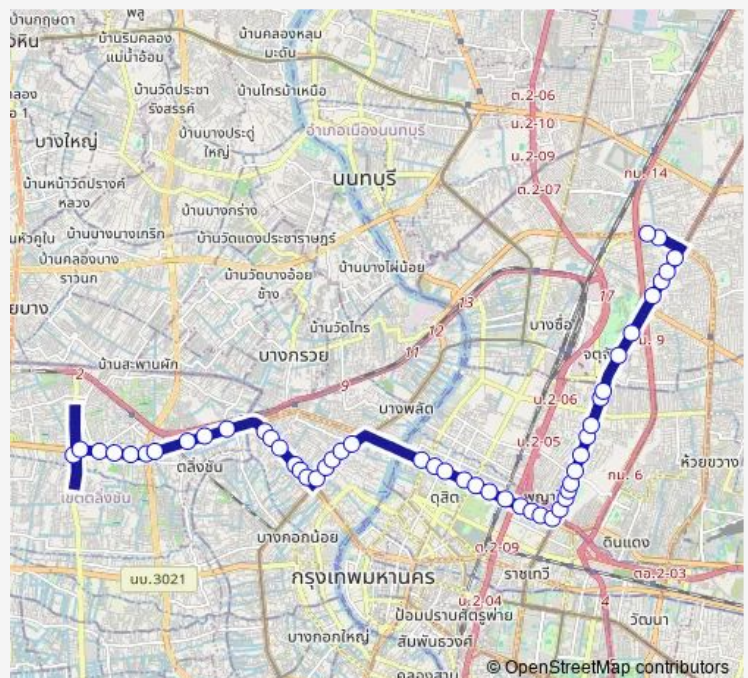 บ้านกฤษดา
พลู
บ้านริมคลอง
แม่น้ำอ้อม
บ้านคลองหลุม
มะดัน
บ้านวัดประชา
รังสรรค์
บ้านไทรม้าเหนือ
ต.2-06
บางใหญ่
บ้านบางประดู่
ใหญ่
อำเภอเมืองนนทบุรี
น.2-10
น.2-09
บ้านหน้าวัดปรางค์
หลวง
นนทบุรี
ต.2-07
กม. 14
บ้านบางกร่าง
บ้านบางนางเกริก
บ้านวัดแดงประชาราษฎร์
บ้านคลองบาง
ราวนก
บ้านวัดบางอ้อย
ช้าง
บ้านบางไผ่น้อย
ยบาง
13
17
บ้านวัดไทร
12
บางซื่อ
น. 9
บางกรวย
11
จตุจ
บ้านสะพานผัก
2
9
บางพลัด
น.2-06
น.2-05
ตลิ่งชัน
ห้วยขวาง
กม. 6
เขตตลิ่งชัน
ดุสิต
พญา
บางกอกน้อย
ต.2-09
ดินแดง
นบ.3021
กรุงเทพมหานคร
ราชเทวี
ตอ.2-03
น.2-04
4
ป้อมปราบศัตรูพ่าย
วัฒนา
บางกอกใหญ่
สัมพันธวงศ์
คลองสาน
© OpenStreetMap contributors